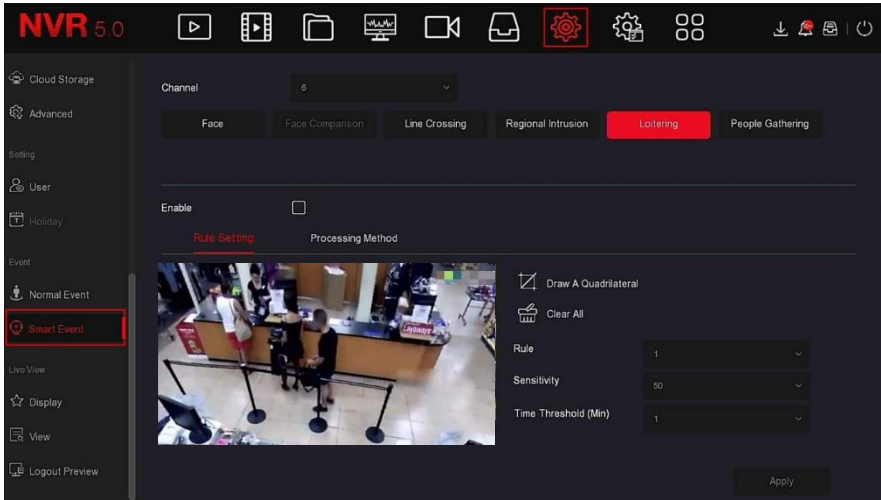 NVR 5.0
Cloud Storage
Advanced
Setting
User
Holiday
Event
Normal Event
Smart Event
Live View
Display
View
Logout Preview
Channel 6
Face Face Comparison Line Crossing Regional Intrusion Loitering People Gathering
Enable
Rule Setting Processing Method
Layaways
Draw A Quadrilateral
Clear All
Rule 1
Sensitivity 50
Time Threshold (Min) 1
Apply